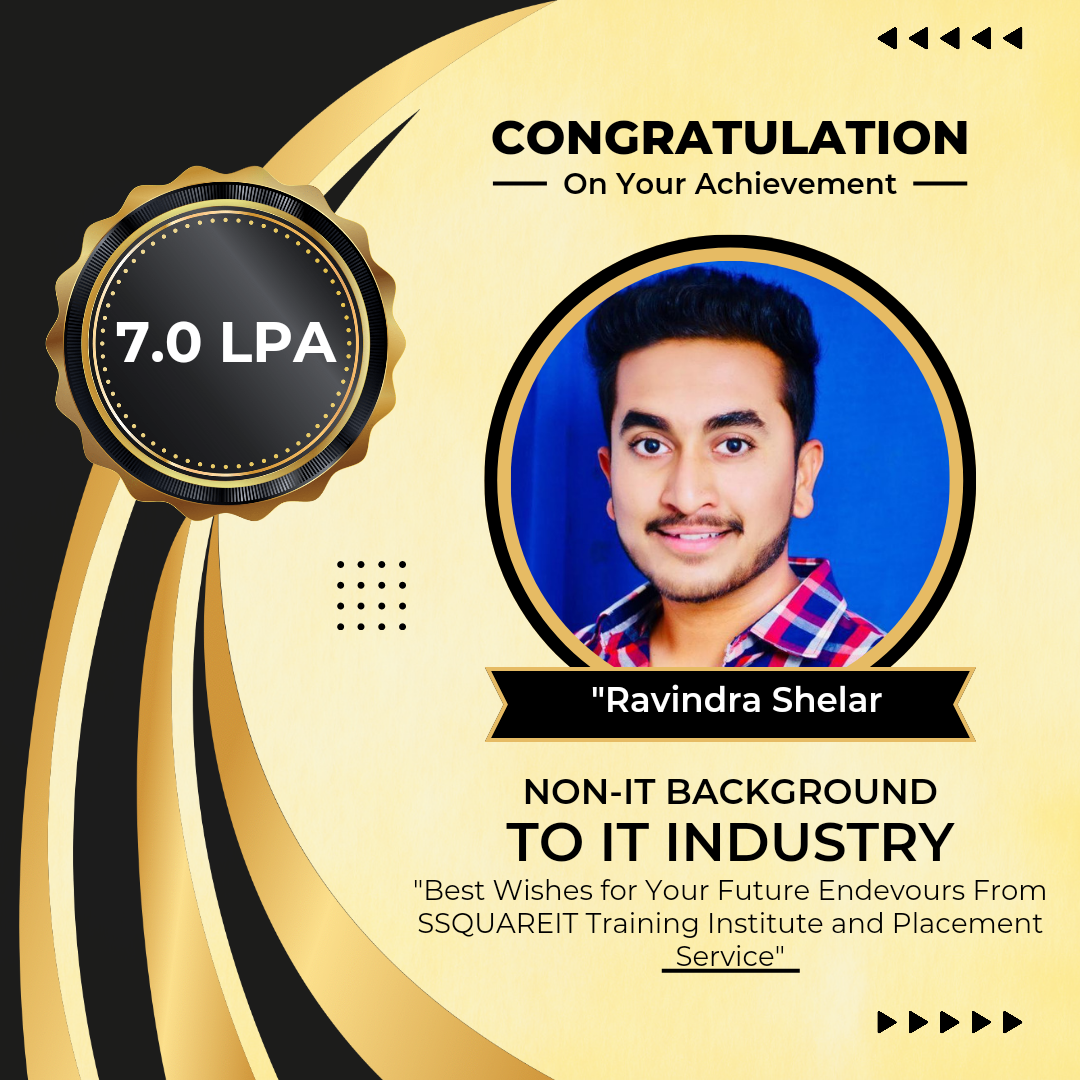 CONGRATULATION
On Your Achievement
7.0 LPA
"Ravindra Shelar
NON-IT BACKGROUND
TO IT INDUSTRY
"Best Wishes for Your Future Endevours From
SSQUAREIT Training Institute and Placement
Service"